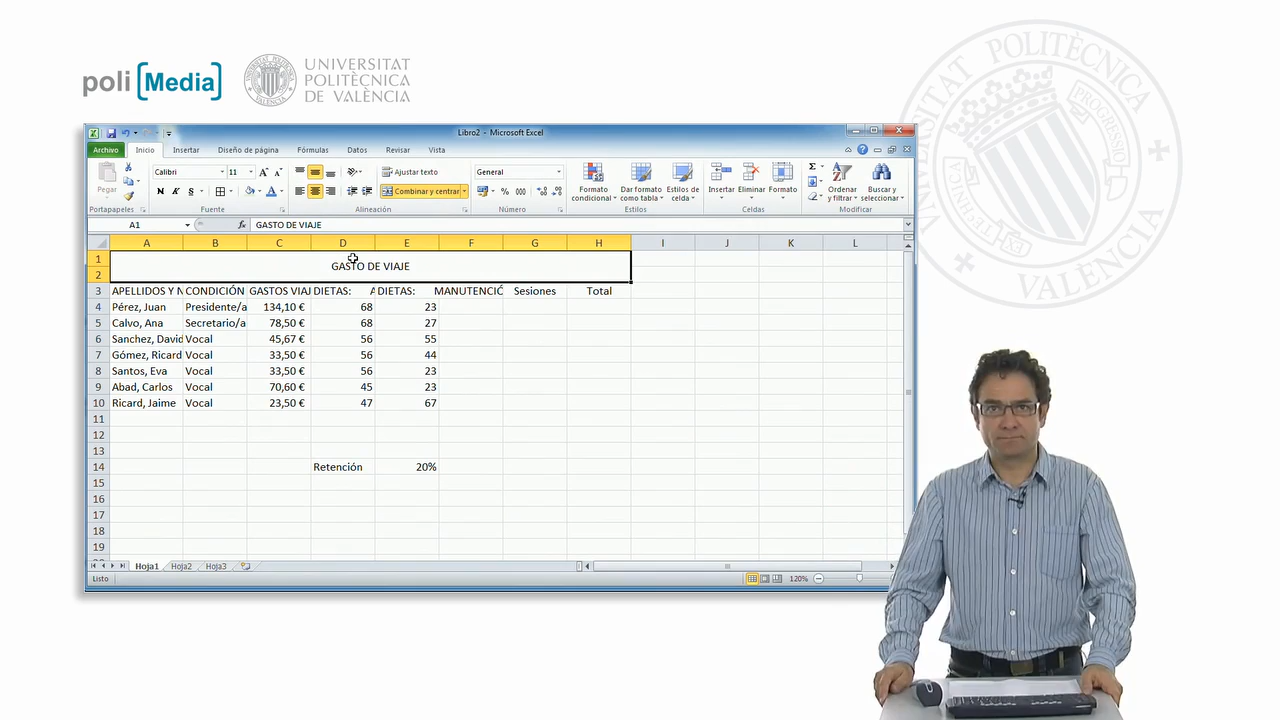 poli [Media]
UNIVERSITAT
POLITÈCNICA
DE VALÈNCIA
UNIVERSITAT POLITÈCNICA DE VALÈNCIA
Libro2 - Microsoft Excel
Archivo Inicio Insertar Diseño de página Fórmulas Datos Revisar Vista
Pegar
Calibri 11
N K S
Ajustar texto
Combinar y centrar
General
% 000
Formato condicional
Dar formato como tabla
Estilos de celda
Insertar Eliminar Formato
Ordenar y filtrar
Buscar y seleccionar
Portapapeles Fuente Alineación Número Estilos Celdas Modificar
A1 fx GASTO DE VIAJE
A B C D E F G H I J K L
1
2 GASTO DE VIAJE
3 APELLIDOS Y N CONDICIÓN GASTOS VIAJ DIETAS: A DIETAS: MANUTENCIÓ Sesiones Total
4 Pérez, Juan Presidente/a 134,10 € 68 23
5 Calvo, Ana Secretario/a 78,50 € 68 27
6 Sanchez, David Vocal 45,67 € 56 55
7 Gómez, Ricard Vocal 33,50 € 56 44
8 Santos, Eva Vocal 33,50 € 56 23
9 Abad, Carlos Vocal 70,60 € 45 23
10 Ricard, Jaime Vocal 23,50 € 47 67
11
12
13
14 Retención 20%
15
16
17
18
19
Hoja1 Hoja2 Hoja3
Listo 120%